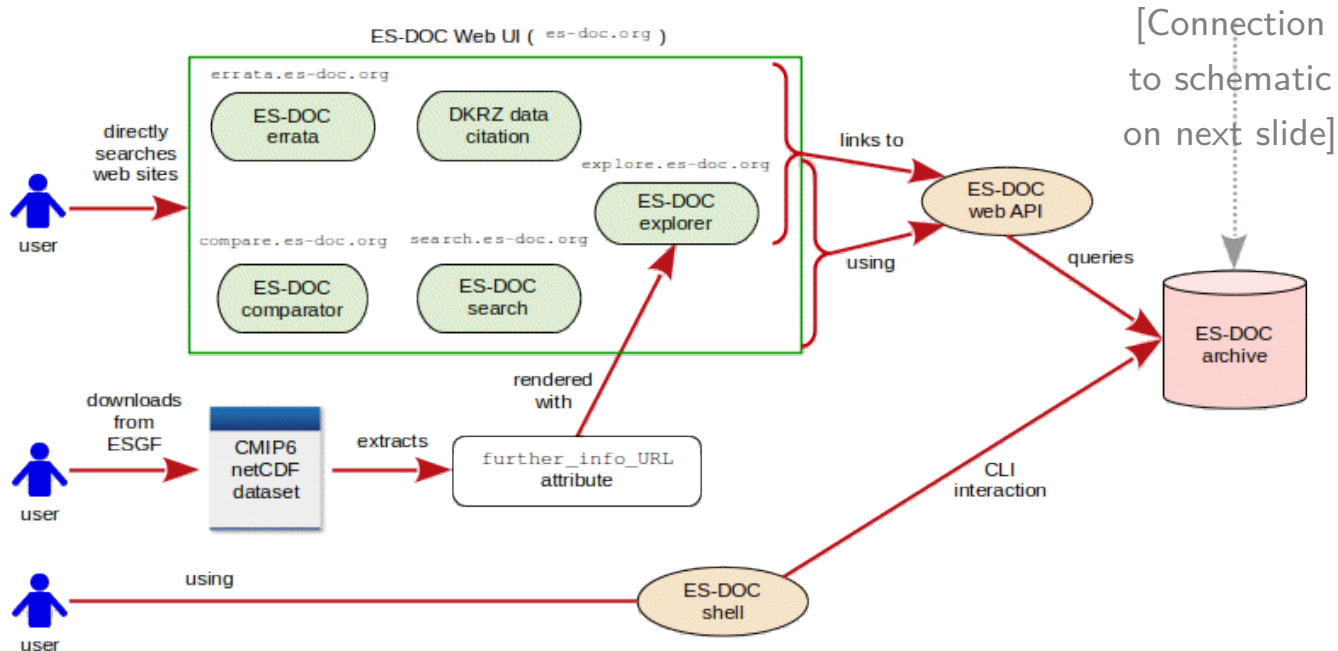 [Connection
to schematic
on next slide]
ES-DOC Web UI ( es-doc.org )
errata.es-doc.org
ES-DOC
errata
DKRZ data
citation
directly
searches
web sites
user
explore.es-doc.org
ES-DOC
explorer
links to
ES-DOC
web API
compare.es-doc.org
search.es-doc.org
ES-DOC
comparator
ES-DOC
search
using
queries
ES-DOC
archive
rendered
with
downloads
from
ESGF
user
CMIP6
netCDF
dataset
extracts
further_info_URL
attribute
CLI
interaction
using
user
ES-DOC
shell